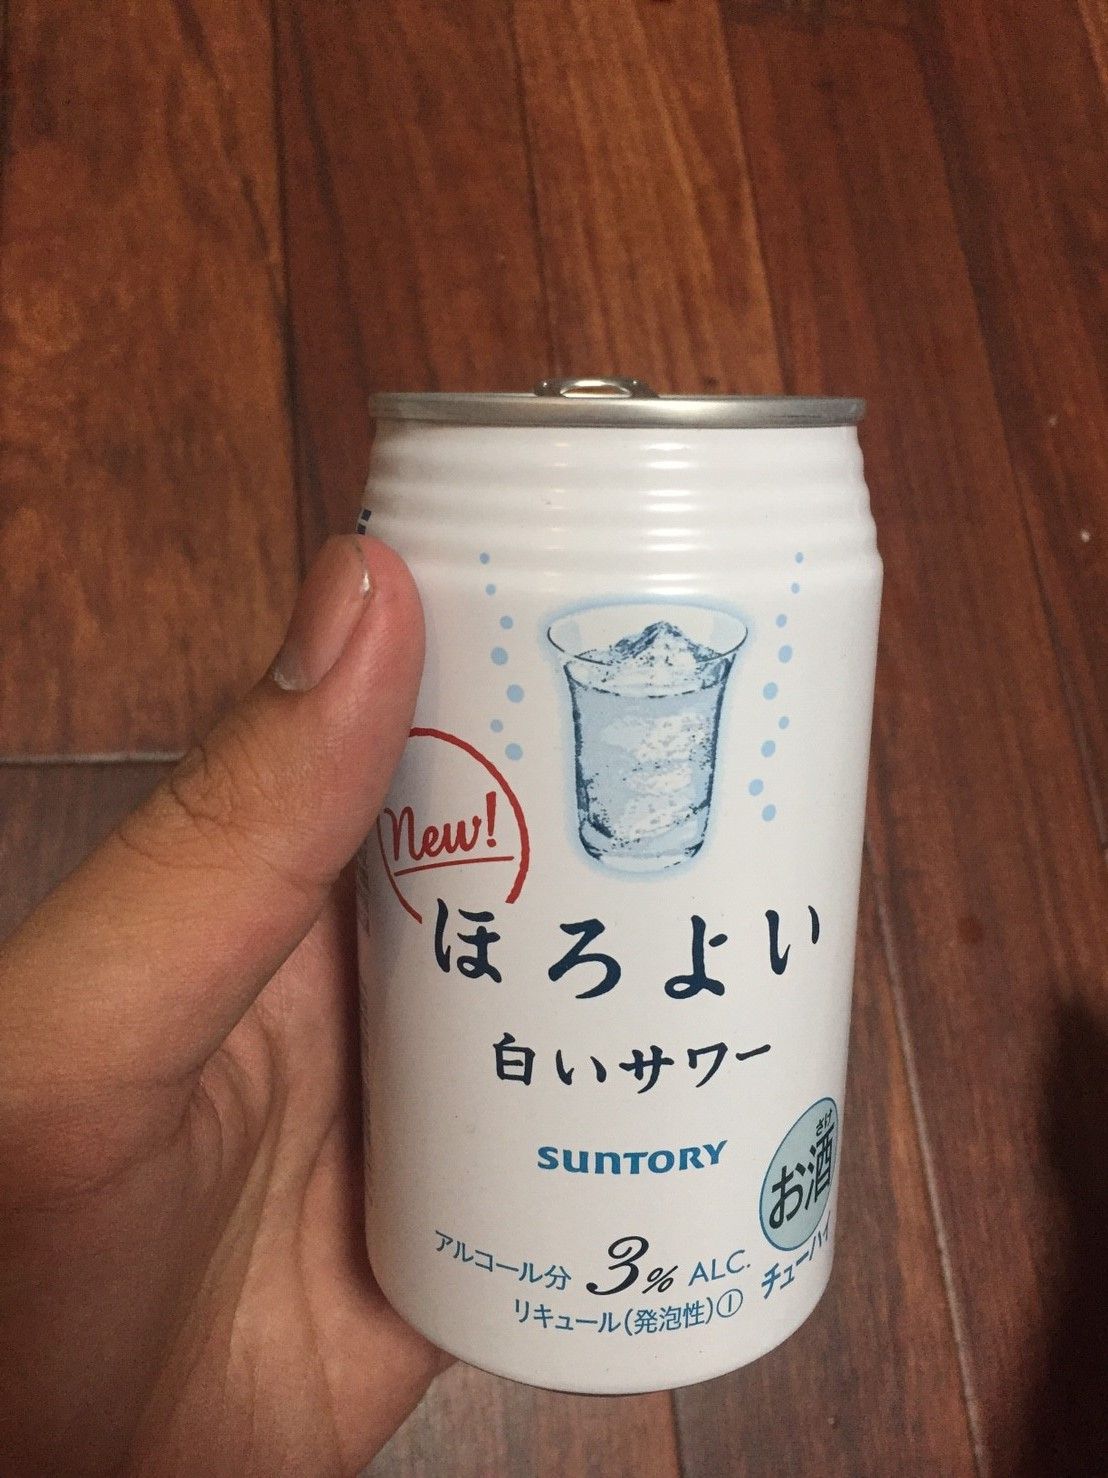 New!
ほろよい
白いサワー
SUNTORY
さけ
お酒
チューハイ
アルコール分 3% ALC.
リキュール(発泡性)①